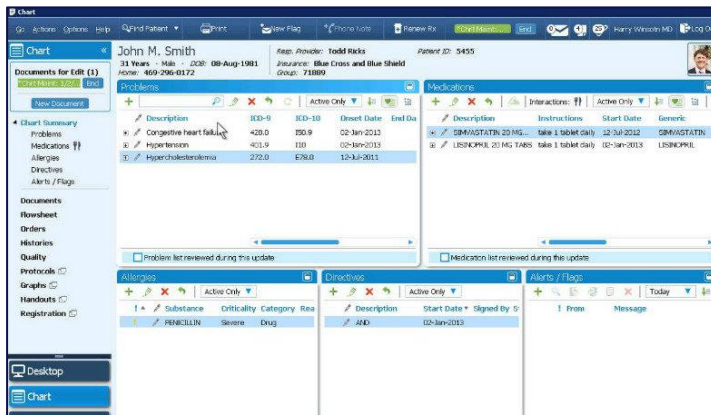 Chart
Go Actions Options Help
Find Patient Print New Flag Phone Note Renew Rx End Harry Winsotn MD Log O
Chart
Documents for Edit (1)
End
New Document
Chart Summary
Problems
Medications
Allergies
Directives
Alerts / Flags
Documents
Flowsheet
Orders
Histories
Quality
Protocols
Graphs
Handouts
Registration
Desktop
Chart
John M. Smith
31 Years - Male - DOB: 08-Aug-1981
Home: 469-296-0172
Resp. Provider: Todd Ricks
Insurance: Blue Cross and Blue Shield
Group: 71889
Patient ID: 5455
Problems
Active Only
Description ICD-9 ICD-10 Onset Date End Da
Congestive heart failure 428.0 I50.9 02-Jan-2013
Hypertension 401.9 I10 02-Jan-2013
Hypercholesterolemia 272.0 E78.0 12-Jul-2011
Problem list reviewed during this update
Medications
Interactions: Active Only
Description Instructions Start Date Generic
SIMVASTATIN 20 MG... take 1 tablet daily 12-Jul-2012 SIMVASTATIN
LISINOPRIL 20 MG TABS take 1 tablet daily 02-Jan-2013 LISINOPRIL
Medication list reviewed during this update
Allergies
Active Only
! Substance Criticality Category Rea
! PENICILLIN Severe Drug
Directives
Active Only
Description Start Date Signed By S
AND 02-Jan-2013
Alerts / Flags
Today
! From Message